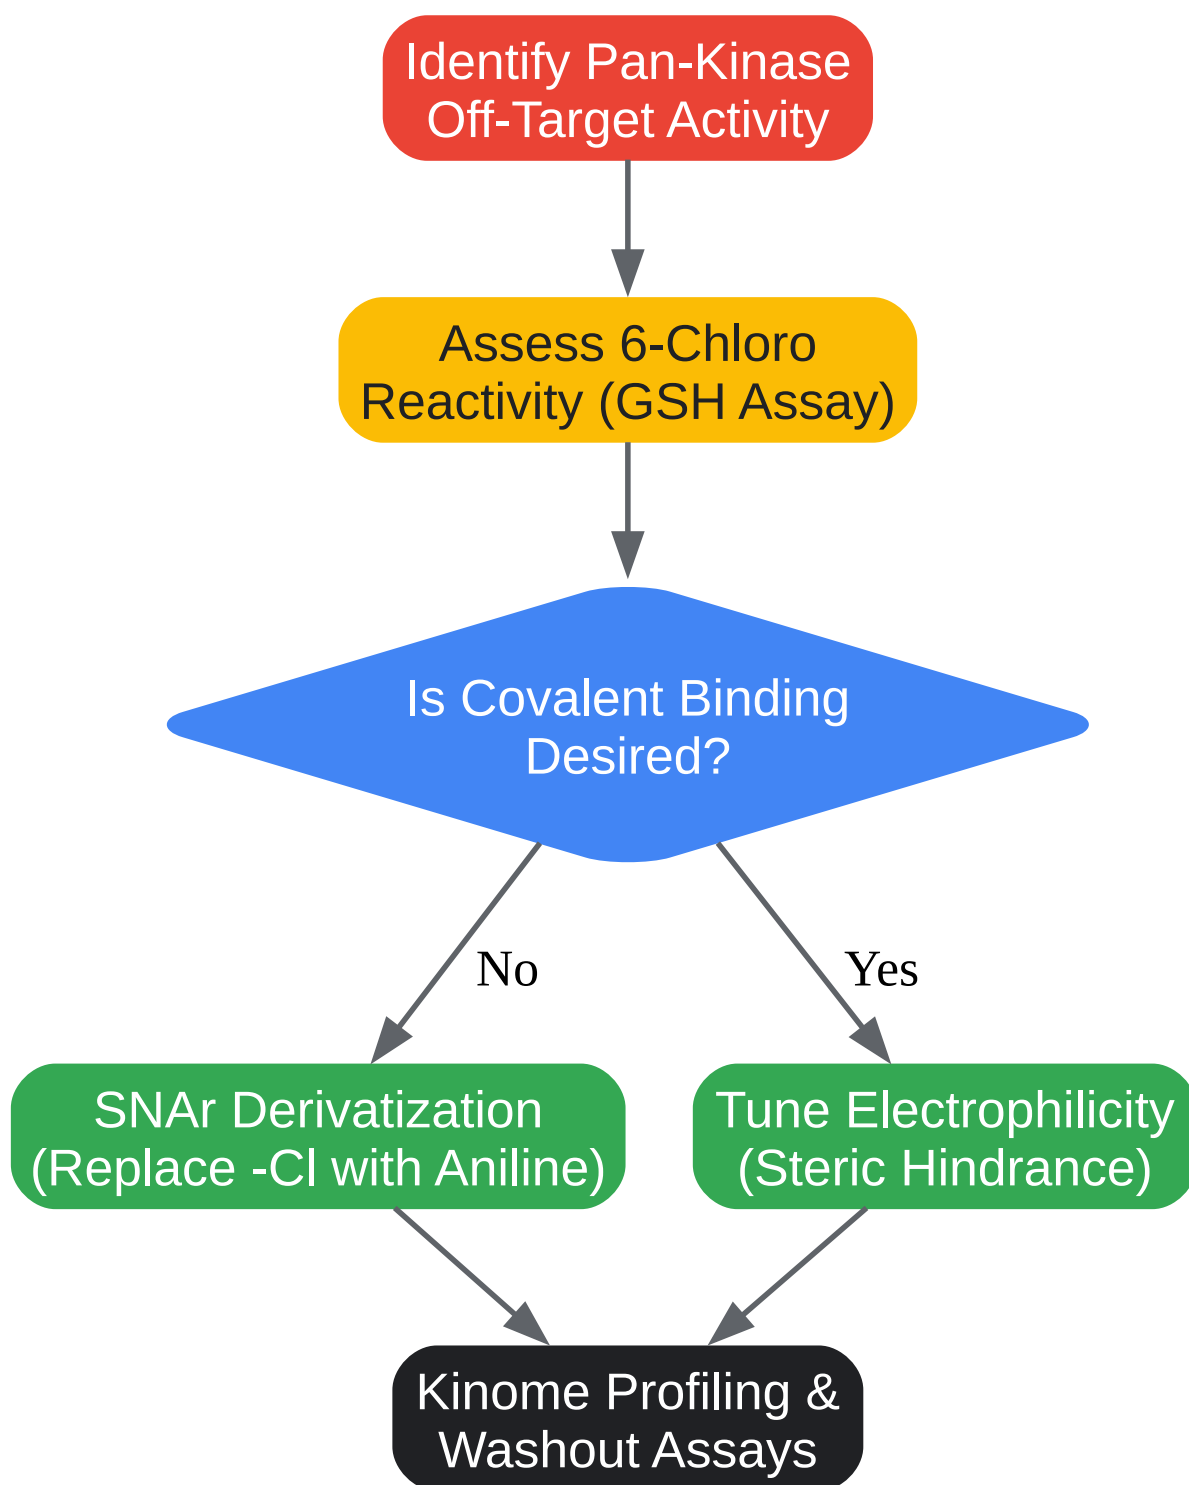 Identify Pan-Kinase
Off-Target Activity
Assess 6-Chloro
Reactivity (GSH Assay)
Is Covalent Binding
Desired?
No
Yes
SNAr Derivatization
(Replace -Cl with Aniline)
Tune Electrophilicity
(Steric Hindrance)
Kinome Profiling &
Washout Assays